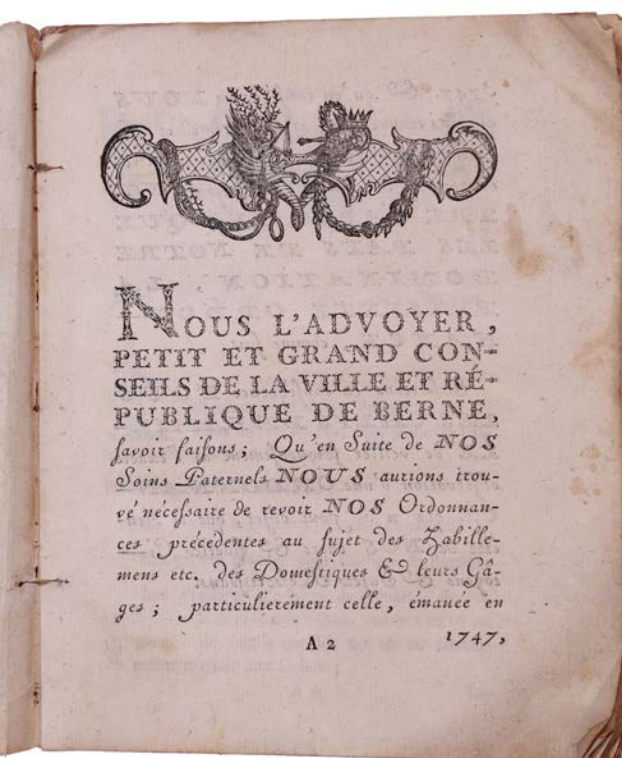 NOUS L'ADVOYER,
PETIT ET GRAND CON-
SEILS DE LA VILLE ET RÉ-
PUBLIQUE DE BERNE,
savoir faisons; Qu'en Suite de NOS
Soins Paternels NOUS aurions trou-
vé nécessaire de revoir NOS Ordonnan-
ces précedentes au sujet des Habille-
mens etc. des Domestiques & leurs Gâ-
ges; particulierément celle, émanée en
A 2 1747,